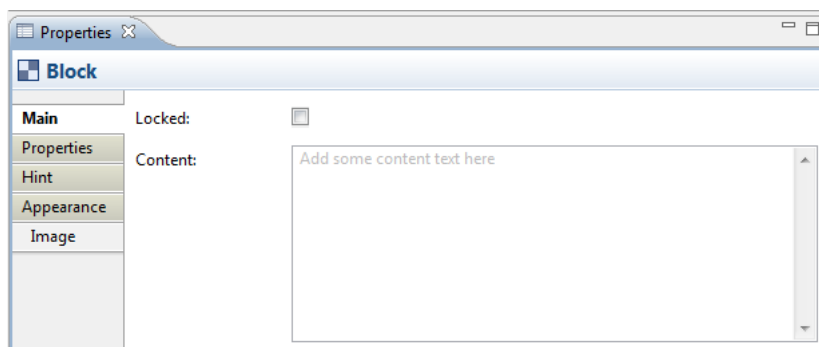 Properties
Block
Main
Locked:
Properties
Content:
Add some content text here
Hint
Appearance
Image